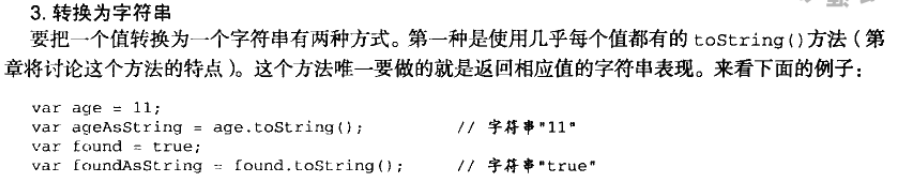 3. 转换为字符串
要把一个值转换为一个字符串有两种方式。第一种是使用几乎每个值都有的 toString()方法（第
章将讨论这个方法的特点）。这个方法唯一要做的就是返回相应值的字符串表现。来看下面的例子：
var age = 11;
var ageAsString = age.toString(); // 字符串"11"
var found = true;
var foundAsString = found.toString(); // 字符串"true"